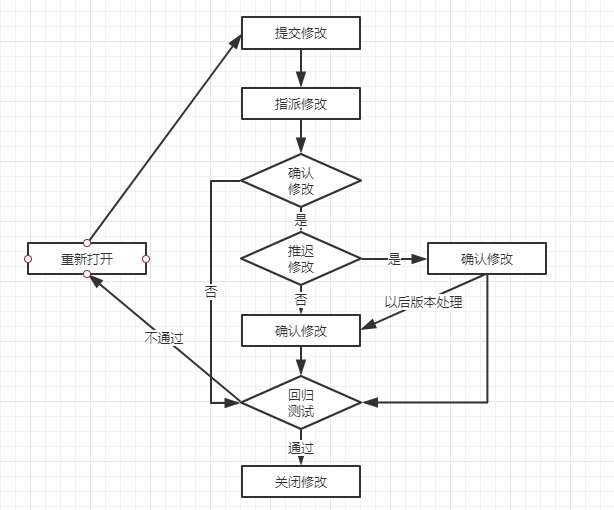 提交修改
指派修改
确认
修改
是
推迟
修改
是
确认修改
重新打开
否
否
以后版本处理
确认修改
不通过
回归
测试
通过
关闭修改